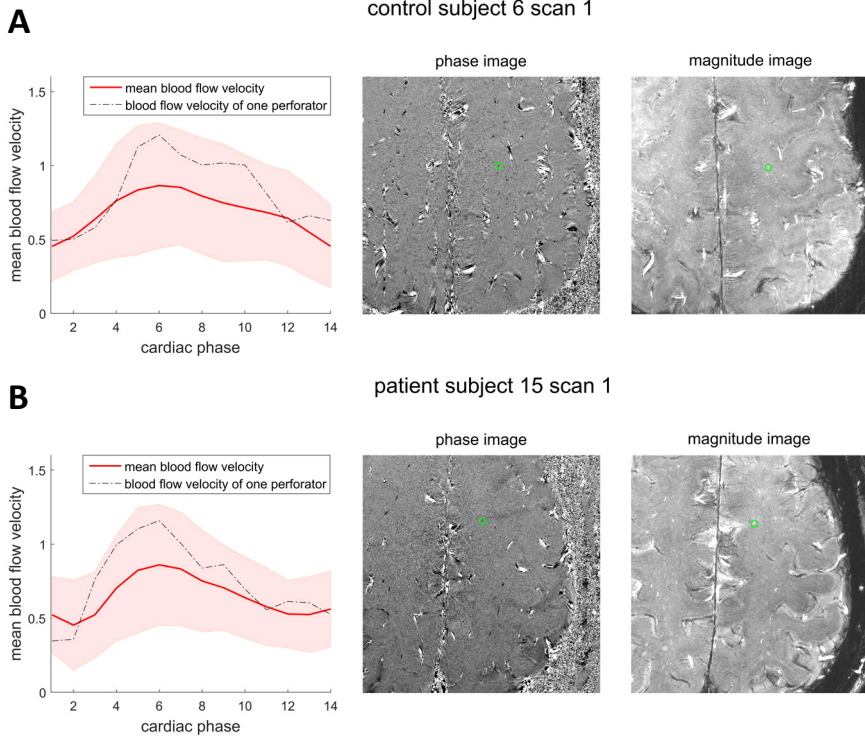 A
control subject 6 scan 1
phase image
magnitude image
mean blood flow velocity
blood flow velocity of one perforator
mean blood flow velocity
1.5
1
0.5
0
2 4 6 8 10 12 14
cardiac phase
B
patient subject 15 scan 1
phase image
magnitude image
mean blood flow velocity
blood flow velocity of one perforator
mean blood flow velocity
1.5
1
0.5
0
2 4 6 8 10 12 14
cardiac phase